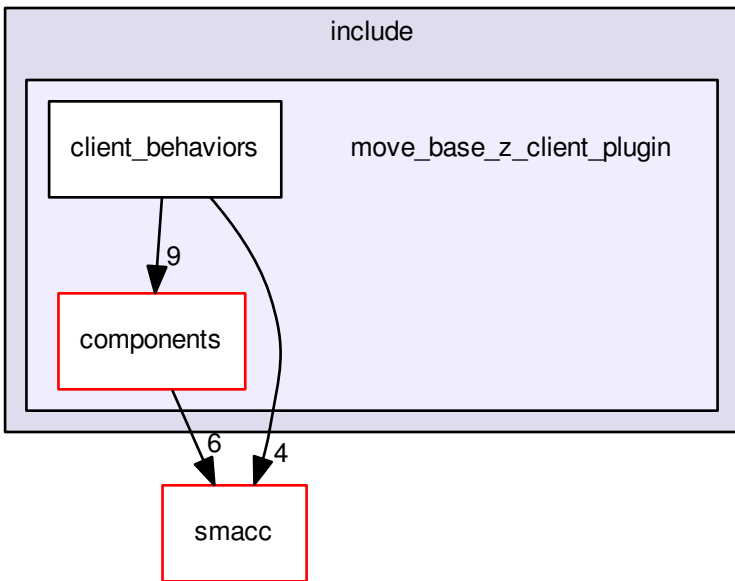 include
client_behaviors
move_base_z_client_plugin
9
components
6
4
smacc